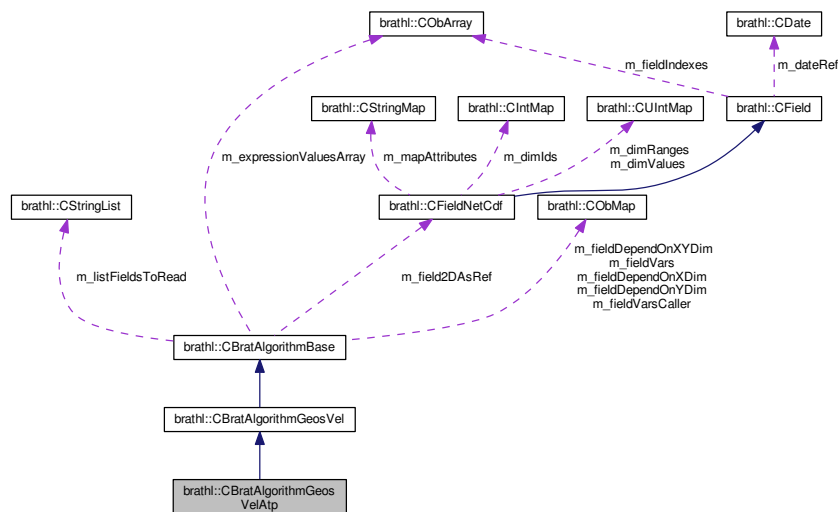 brathl::CObArray
brathl::CDate
m_dateRef
m_fieldIndexes
brathl::CStringMap
brathl::CIntMap
brathl::CUIntMap
brathl::CField
m_expressionValuesArray
m_mapAttributes
m_dimIds
m_dimRanges
m_dimValues
brathl::CStringList
brathl::CFieldNetCdf
brathl::CObMap
m_listFieldsToRead
m_field2DAsRef
m_fieldDependOnXYDim
m_fieldVars
m_fieldDependOnXDim
m_fieldDependOnYDim
m_fieldVarsCaller
brathl::CBratAlgorithmBase
brathl::CBratAlgorithmGeosVel
brathl::CBratAlgorithmGeos
VelAtp